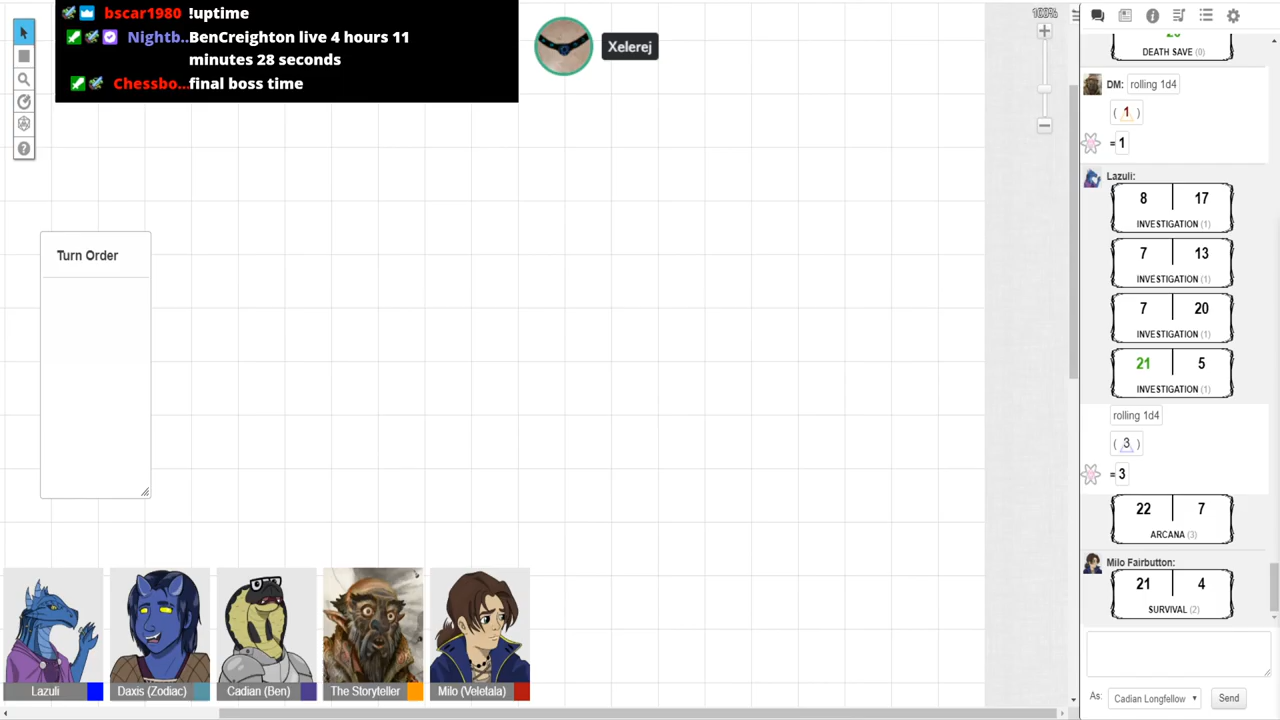 bscar1980 !uptime
Nightb.. BenCreighton live 4 hours 11
minutes 28 seconds
Chessbo... final boss time
Xelerej
100%
Turn Order
Lazuli
Daxis (Zodiac)
Cadian (Ben)
The Storyteller
Milo (Veletala)
DEATH SAVE (0)
DM: rolling 1d4
( 1 )
= 1
Lazuli:
8 17
INVESTIGATION (1)
7 13
INVESTIGATION (1)
7 20
INVESTIGATION (1)
21 5
INVESTIGATION (1)
rolling 1d4
( 3 )
= 3
22 7
ARCANA (3)
Milo Fairbutton:
21 4
SURVIVAL (2)
As: Cadian Longfellow Send